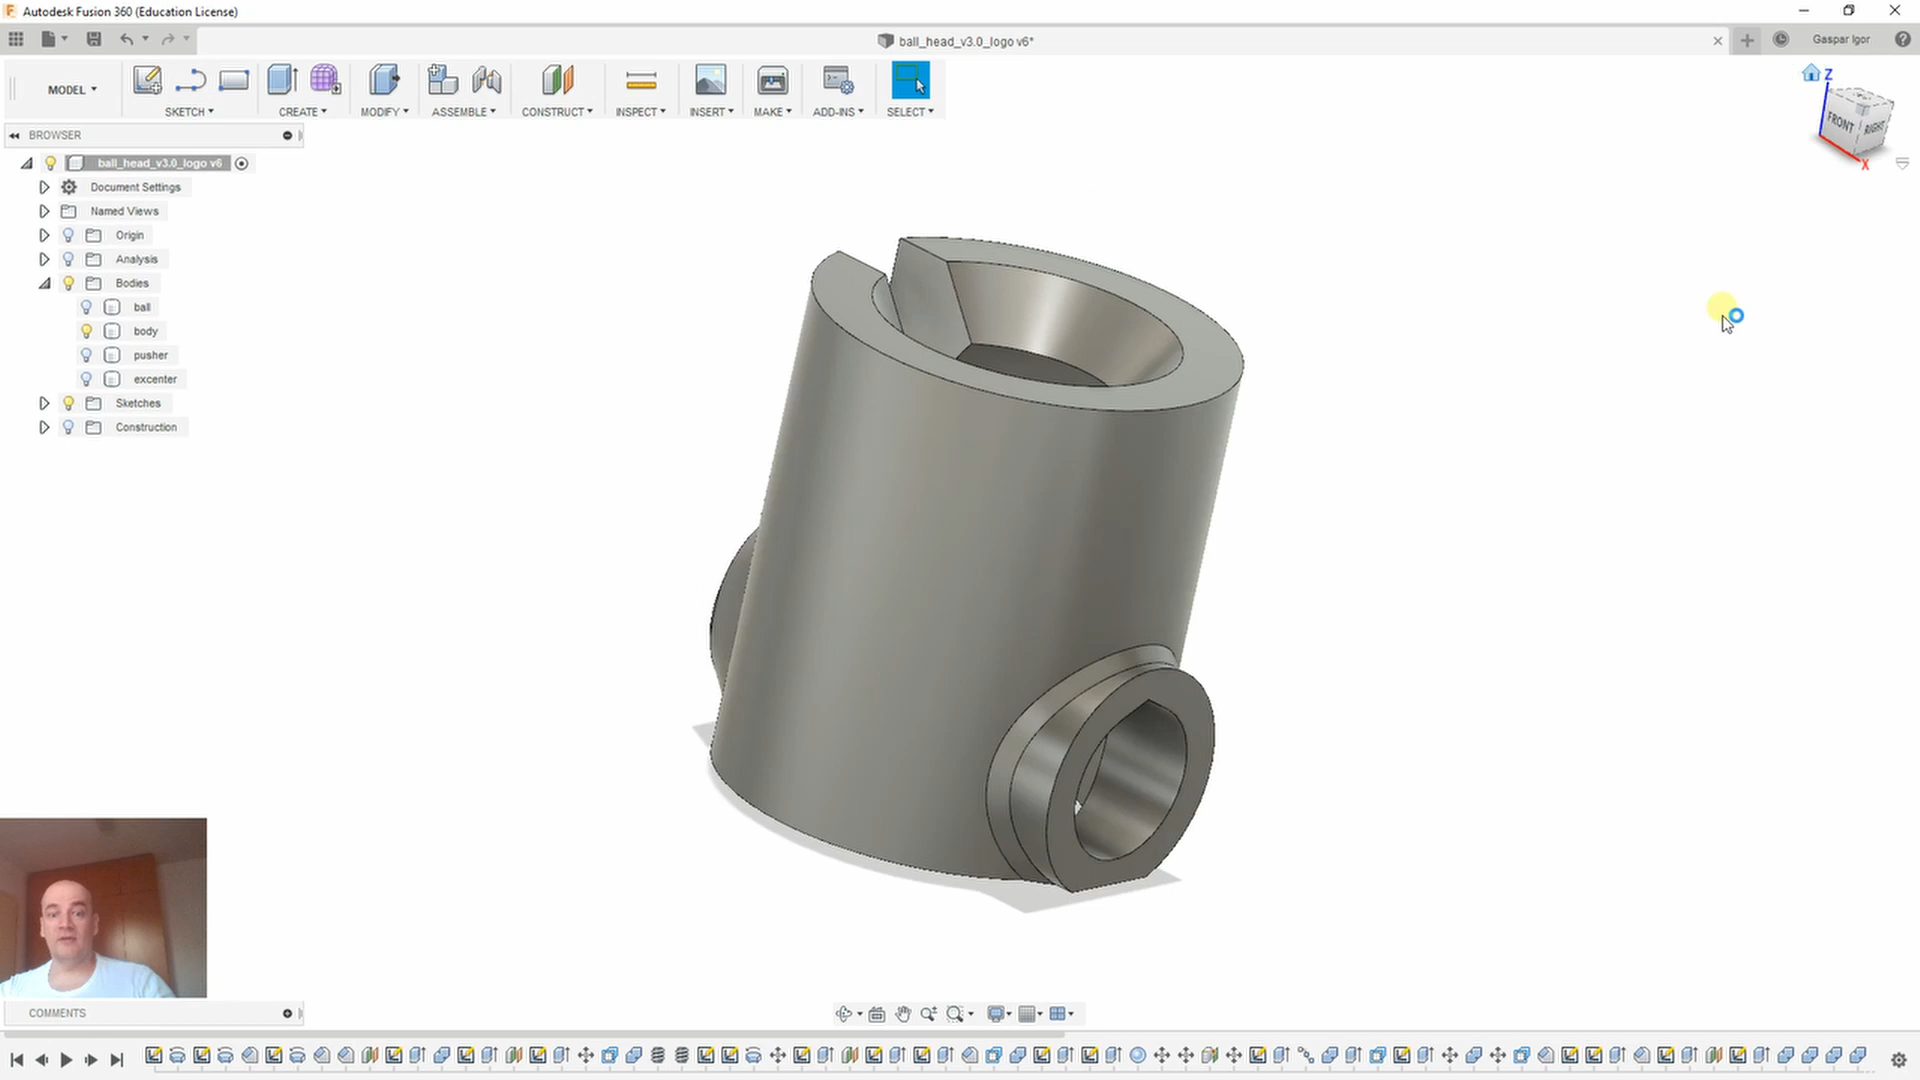 Autodesk Fusion 360 (Education License)
ball_head_v3.0_logo v6*
Gaspar Igor
MODEL
SKETCH
CREATE
MODIFY
ASSEMBLE
CONSTRUCT
INSPECT
INSERT
MAKE
ADD-INS
SELECT
Z
FRONT
RIGHT
X
BROWSER
ball_head_v3.0_logo v6
Document Settings
Named Views
Origin
Analysis
Bodies
ball
body
pusher
excenter
Sketches
Construction
COMMENTS